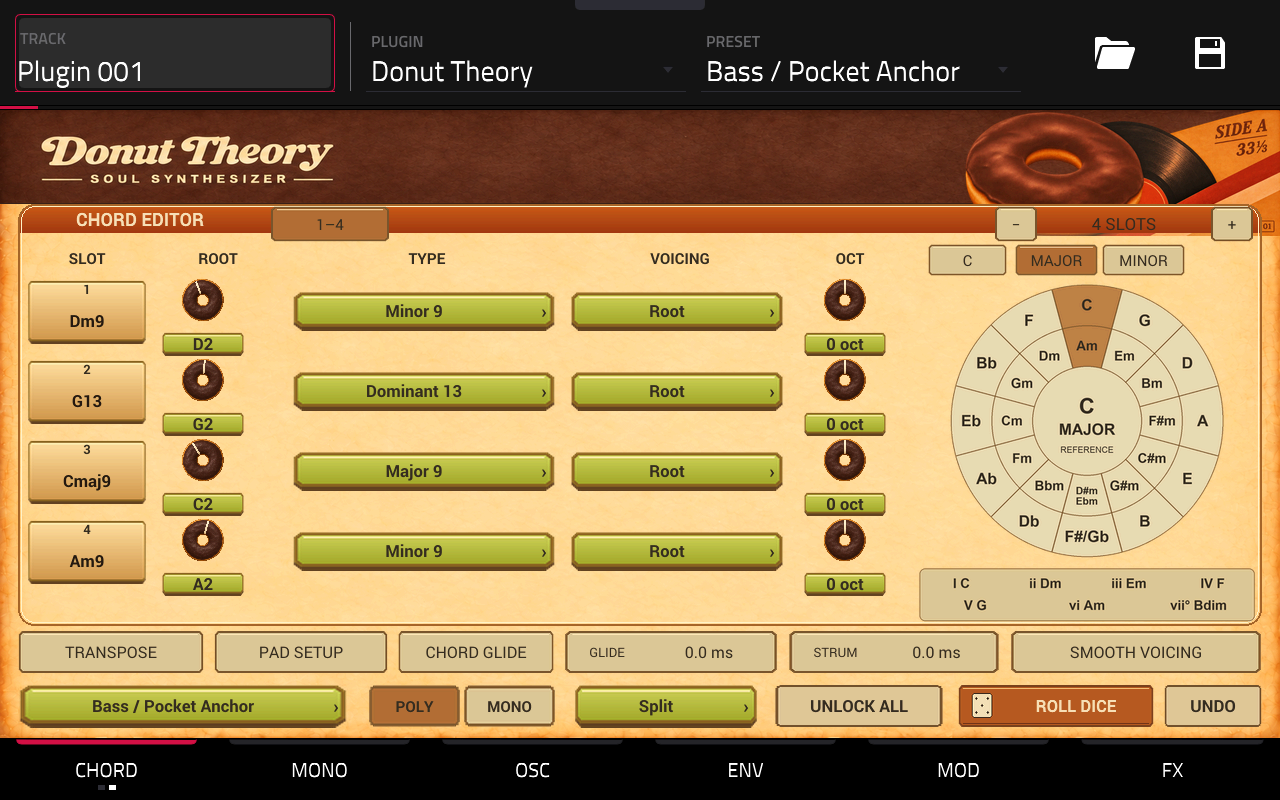 TRACK
Plugin 001
PLUGIN
Donut Theory
PRESET
Bass / Pocket Anchor
Donut Theory
SOUL SYNTHESIZER
SIDE A
33⅓
CHORD EDITOR
1–4
−
4 SLOTS
+
01
SLOT
ROOT
TYPE
VOICING
OCT
C
MAJOR
MINOR
1
Dm9
D2
Minor 9 ›
Root ›
0 oct
2
G13
G2
Dominant 13 ›
Root ›
0 oct
3
Cmaj9
C2
Major 9 ›
Root ›
0 oct
4
Am9
A2
Minor 9 ›
Root ›
0 oct
C
G
D
A
E
B
F#/Gb
Db
Ab
Eb
Bb
F
Am
Em
Bm
F#m
C#m
G#m
D#m
Ebm
Bbm
Fm
Cm
Gm
Dm
C
MAJOR
REFERENCE
I C ii Dm iii Em IV F
V G vi Am vii° Bdim
TRANSPOSE
PAD SETUP
CHORD GLIDE
GLIDE 0.0 ms
STRUM 0.0 ms
SMOOTH VOICING
Bass / Pocket Anchor ›
POLY
MONO
Split ›
UNLOCK ALL
ROLL DICE
UNDO
CHORD
MONO
OSC
ENV
MOD
FX